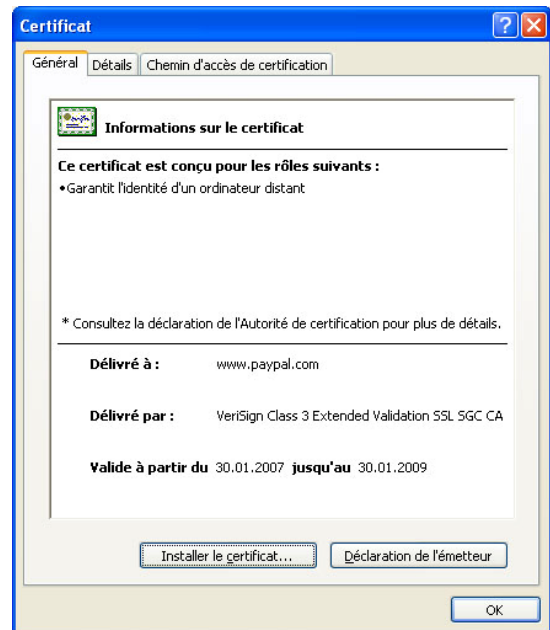 Certificat
Général Détails Chemin d'accès de certification
Informations sur le certificat
Ce certificat est conçu pour les rôles suivants :
•Garantit l'identité d'un ordinateur distant
* Consultez la déclaration de l'Autorité de certification pour plus de détails.
Délivré à : www.paypal.com
Délivré par : VeriSign Class 3 Extended Validation SSL SGC CA
Valide à partir du 30.01.2007 jusqu'au 30.01.2009
Installer le certificat... Déclaration de l'émetteur
OK